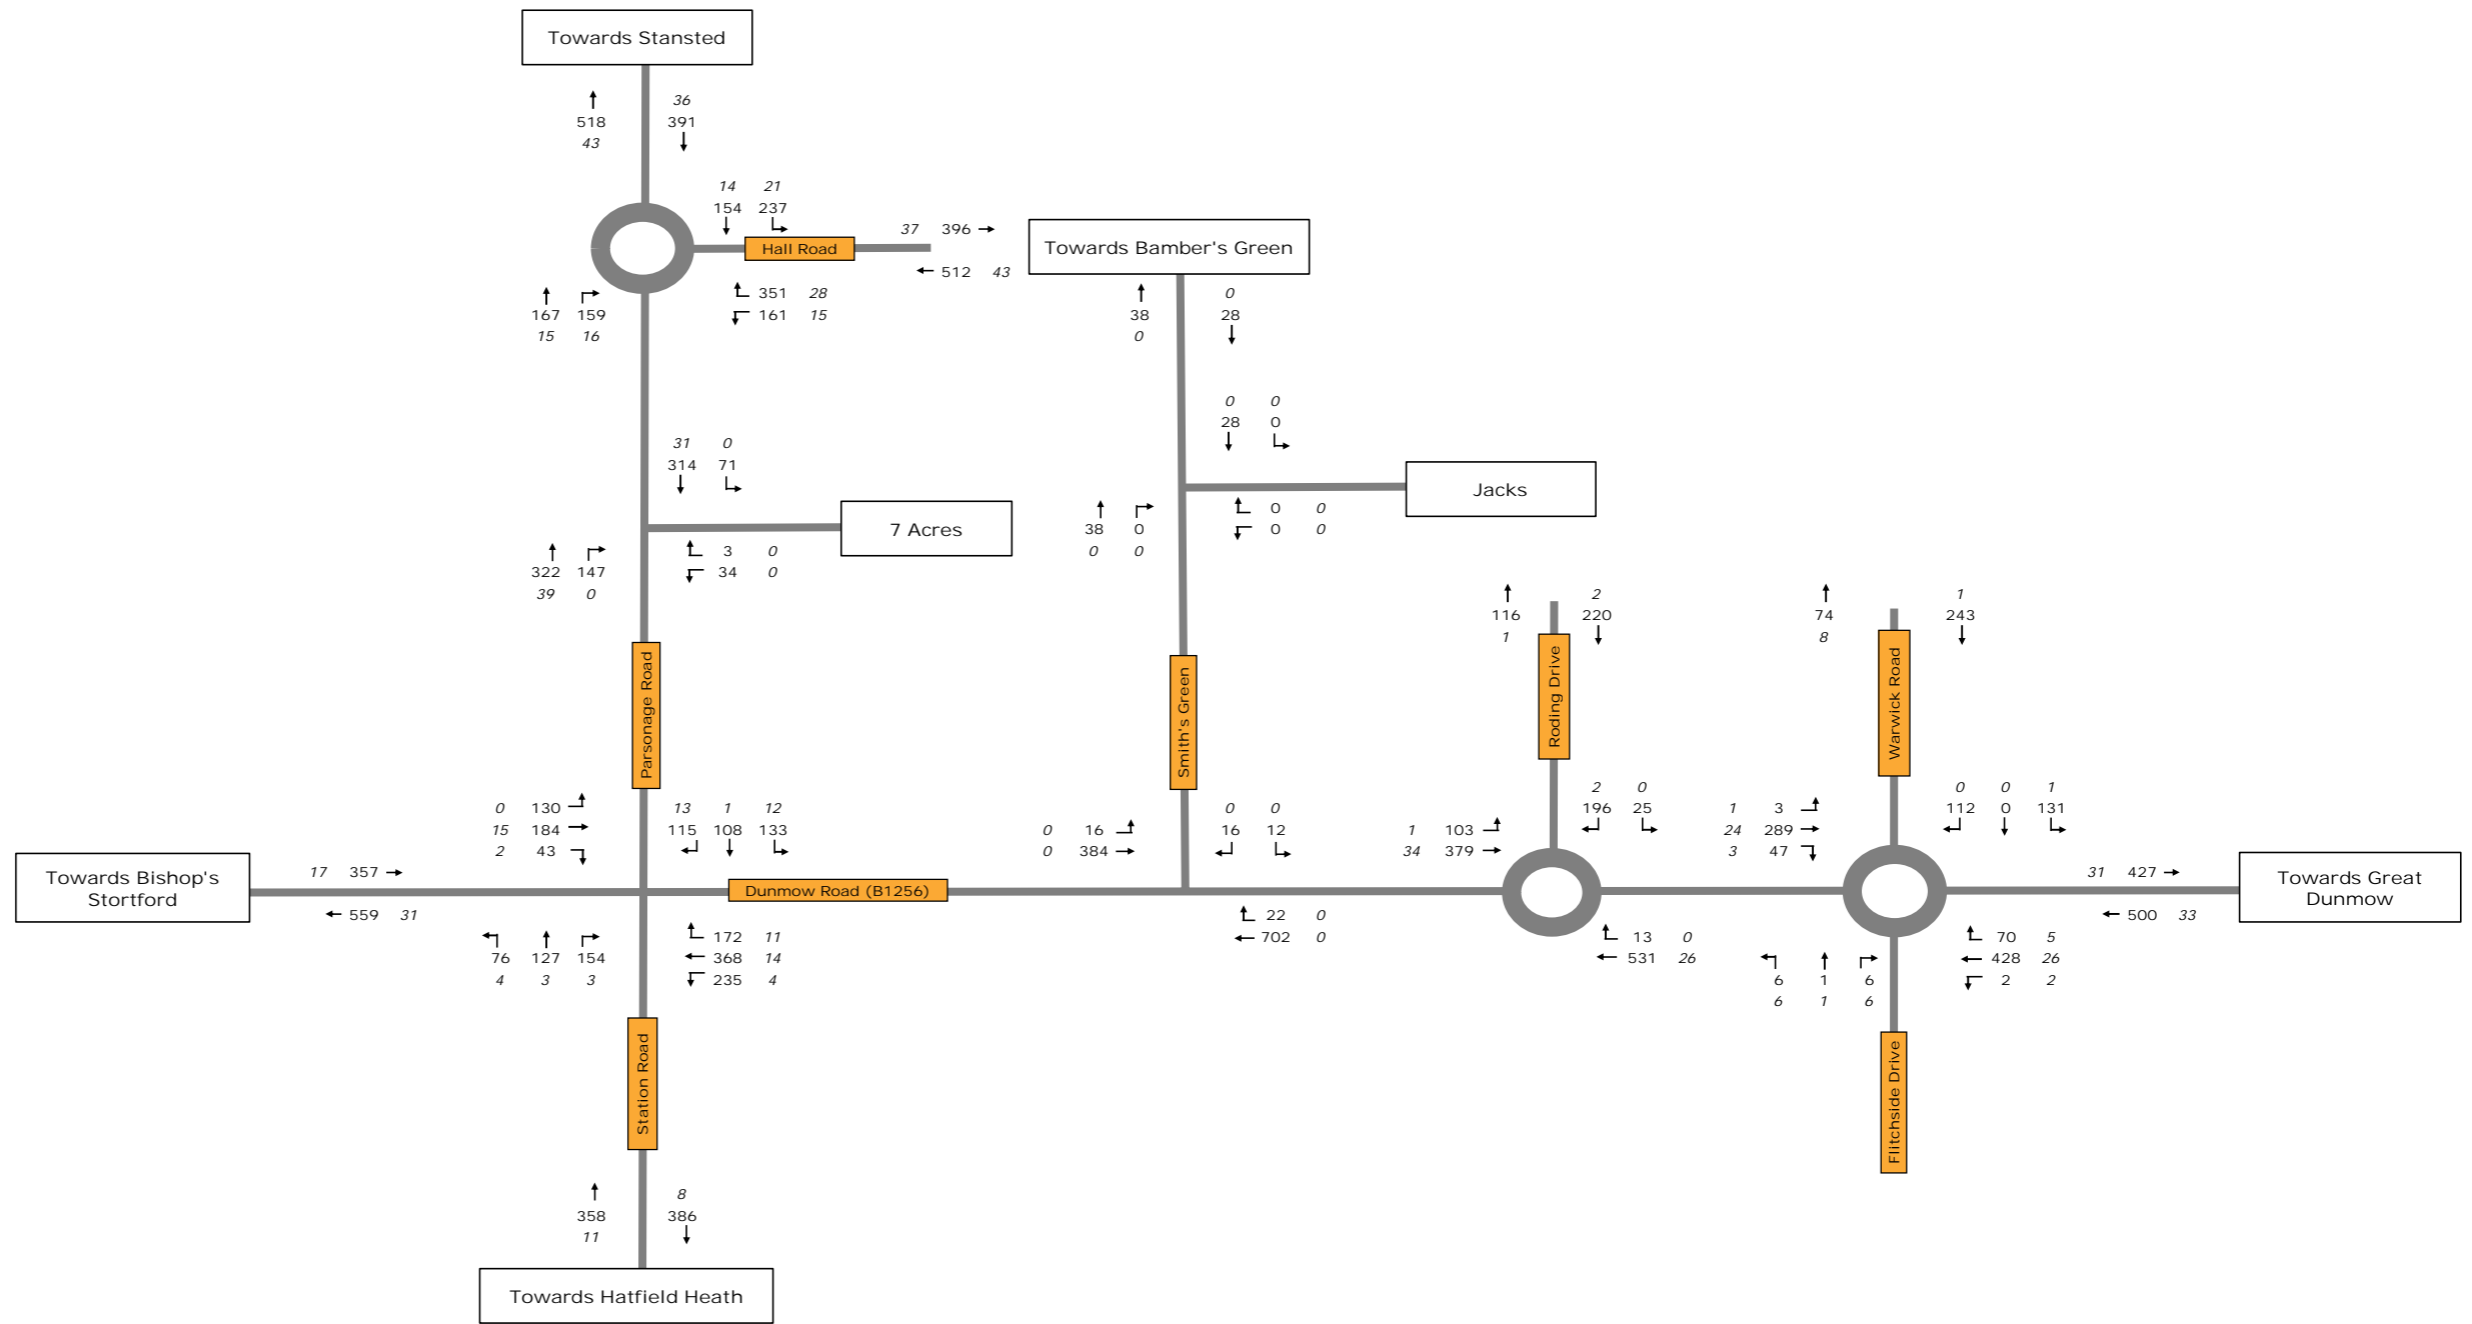 Towards Stansted
36
518 391
43
14 21
154 237
37 396
Hall Road
Towards Bamber's Green
512 43
351 28
167 159 161 15
15 16
0
38 28
0
0 0
28 0
31 0
314 71
Jacks
7 Acres
0 0
38 0 0 0
0 0
3 0
322 147 34 0
39 0
2
116 220
1
1
74 243
8
Parsonage Road
Smith's Green
Roding Drive
Warwick Road
0 130
15 184
2 43
13 1 12
115 108 133
0 16
0 384
0 0
16 12
1 103
34 379
2 0
196 25
1 3
24 289
3 47
0 0 1
112 0 131
Towards Bishop's
Stortford
17 357
559 31
Dunmow Road (B1256)
31 427
500 33
Towards Great
Dunmow
76 127 154
4 3 3
172 11
368 14
235 4
22 0
702 0
13 0
531 26
6 1 6
6 1 6
70 5
428 26
2 2
Station Road
Flitchside Drive
8
358 386
11
Towards Hatfield Heath